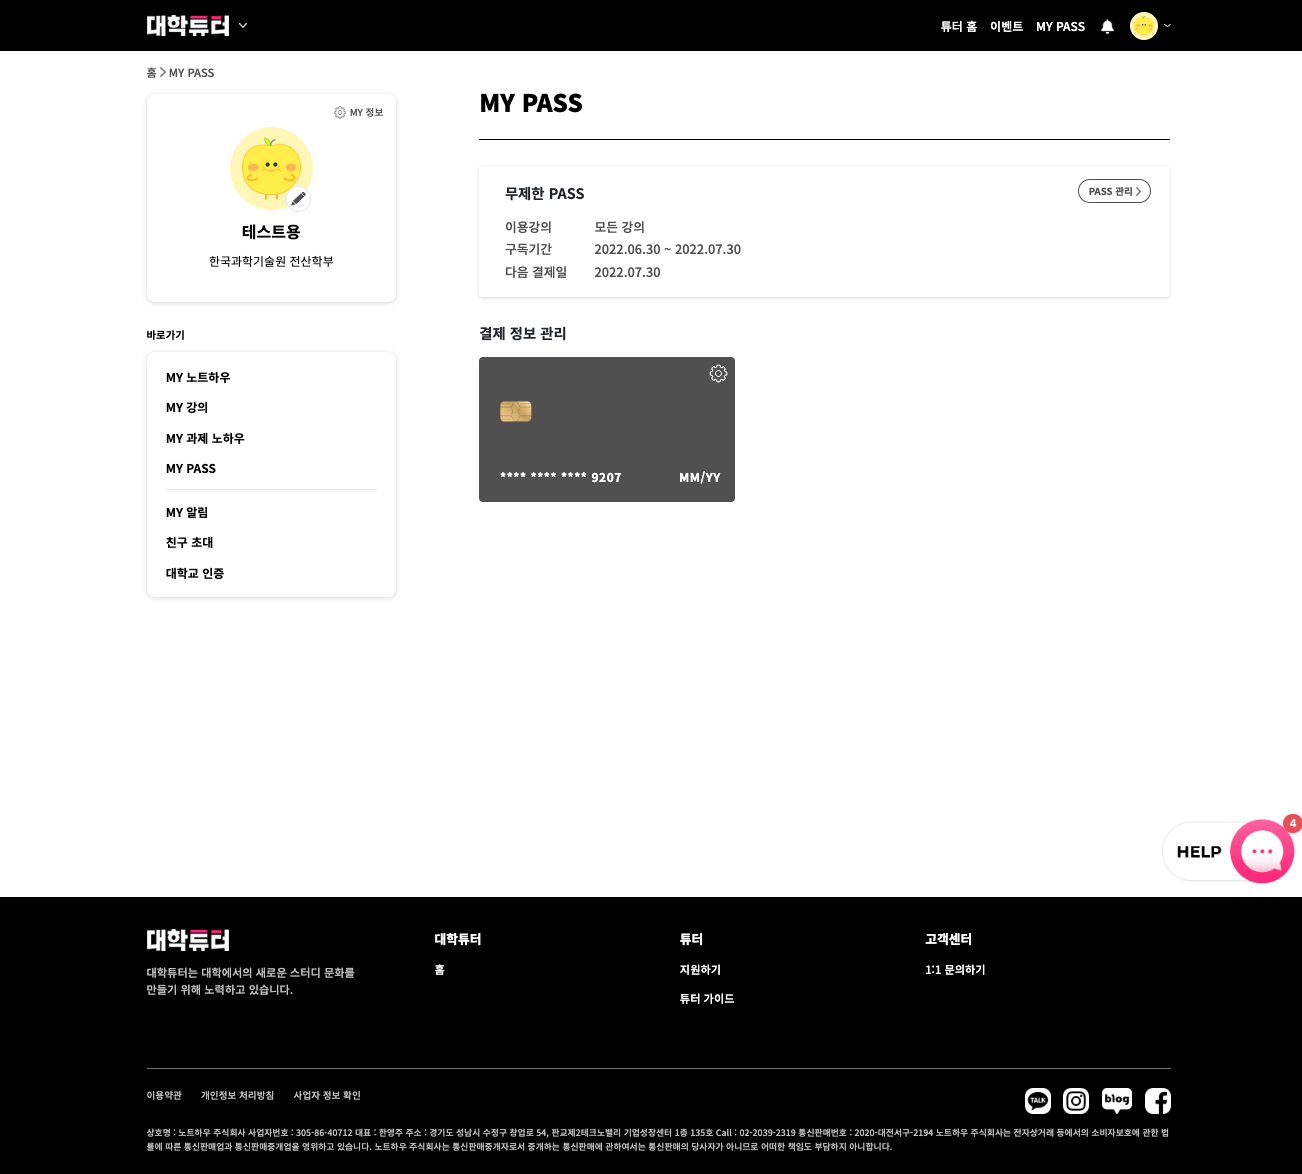 대학튜터
튜터 홈 이벤트 MY PASS
홈 > MY PASS
MY 정보
테스트용
한국과학기술원 전산학부
바로가기
MY 노트하우
MY 강의
MY 과제 노하우
MY PASS
MY 알림
친구 초대
대학교 인증
MY PASS
무제한 PASS
PASS 관리 >
이용강의 모든 강의
구독기간 2022.06.30 ~ 2022.07.30
다음 결제일 2022.07.30
결제 정보 관리
**** **** **** 9207 MM/YY
HELP
4
대학튜터
대학튜터는 대학에서의 새로운 스터디 문화를
만들기 위해 노력하고 있습니다.
대학튜터
홈
튜터
지원하기
튜터 가이드
고객센터
1:1 문의하기
이용약관 개인정보 처리방침 사업자 정보 확인
TALK
blog
상호명 : 노트하우 주식회사 사업자번호 : 305-86-40712 대표 : 한영주 주소 : 경기도 성남시 수정구 창업로 54, 판교제2테크노밸리 기업성장센터 1층 135호 Call : 02-2039-2319 통신판매번호 : 2020-대전서구-2194 노트하우 주식회사는 전자상거래 등에서의 소비자보호에 관한 법
률에 따른 통신판매업과 통신판매중개업을 영위하고 있습니다. 노트하우 주식회사는 통신판매중개자로서 중개하는 통신판매에 관하여서는 통신판매의 당사자가 아니므로 어떠한 책임도 부담하지 아니합니다.